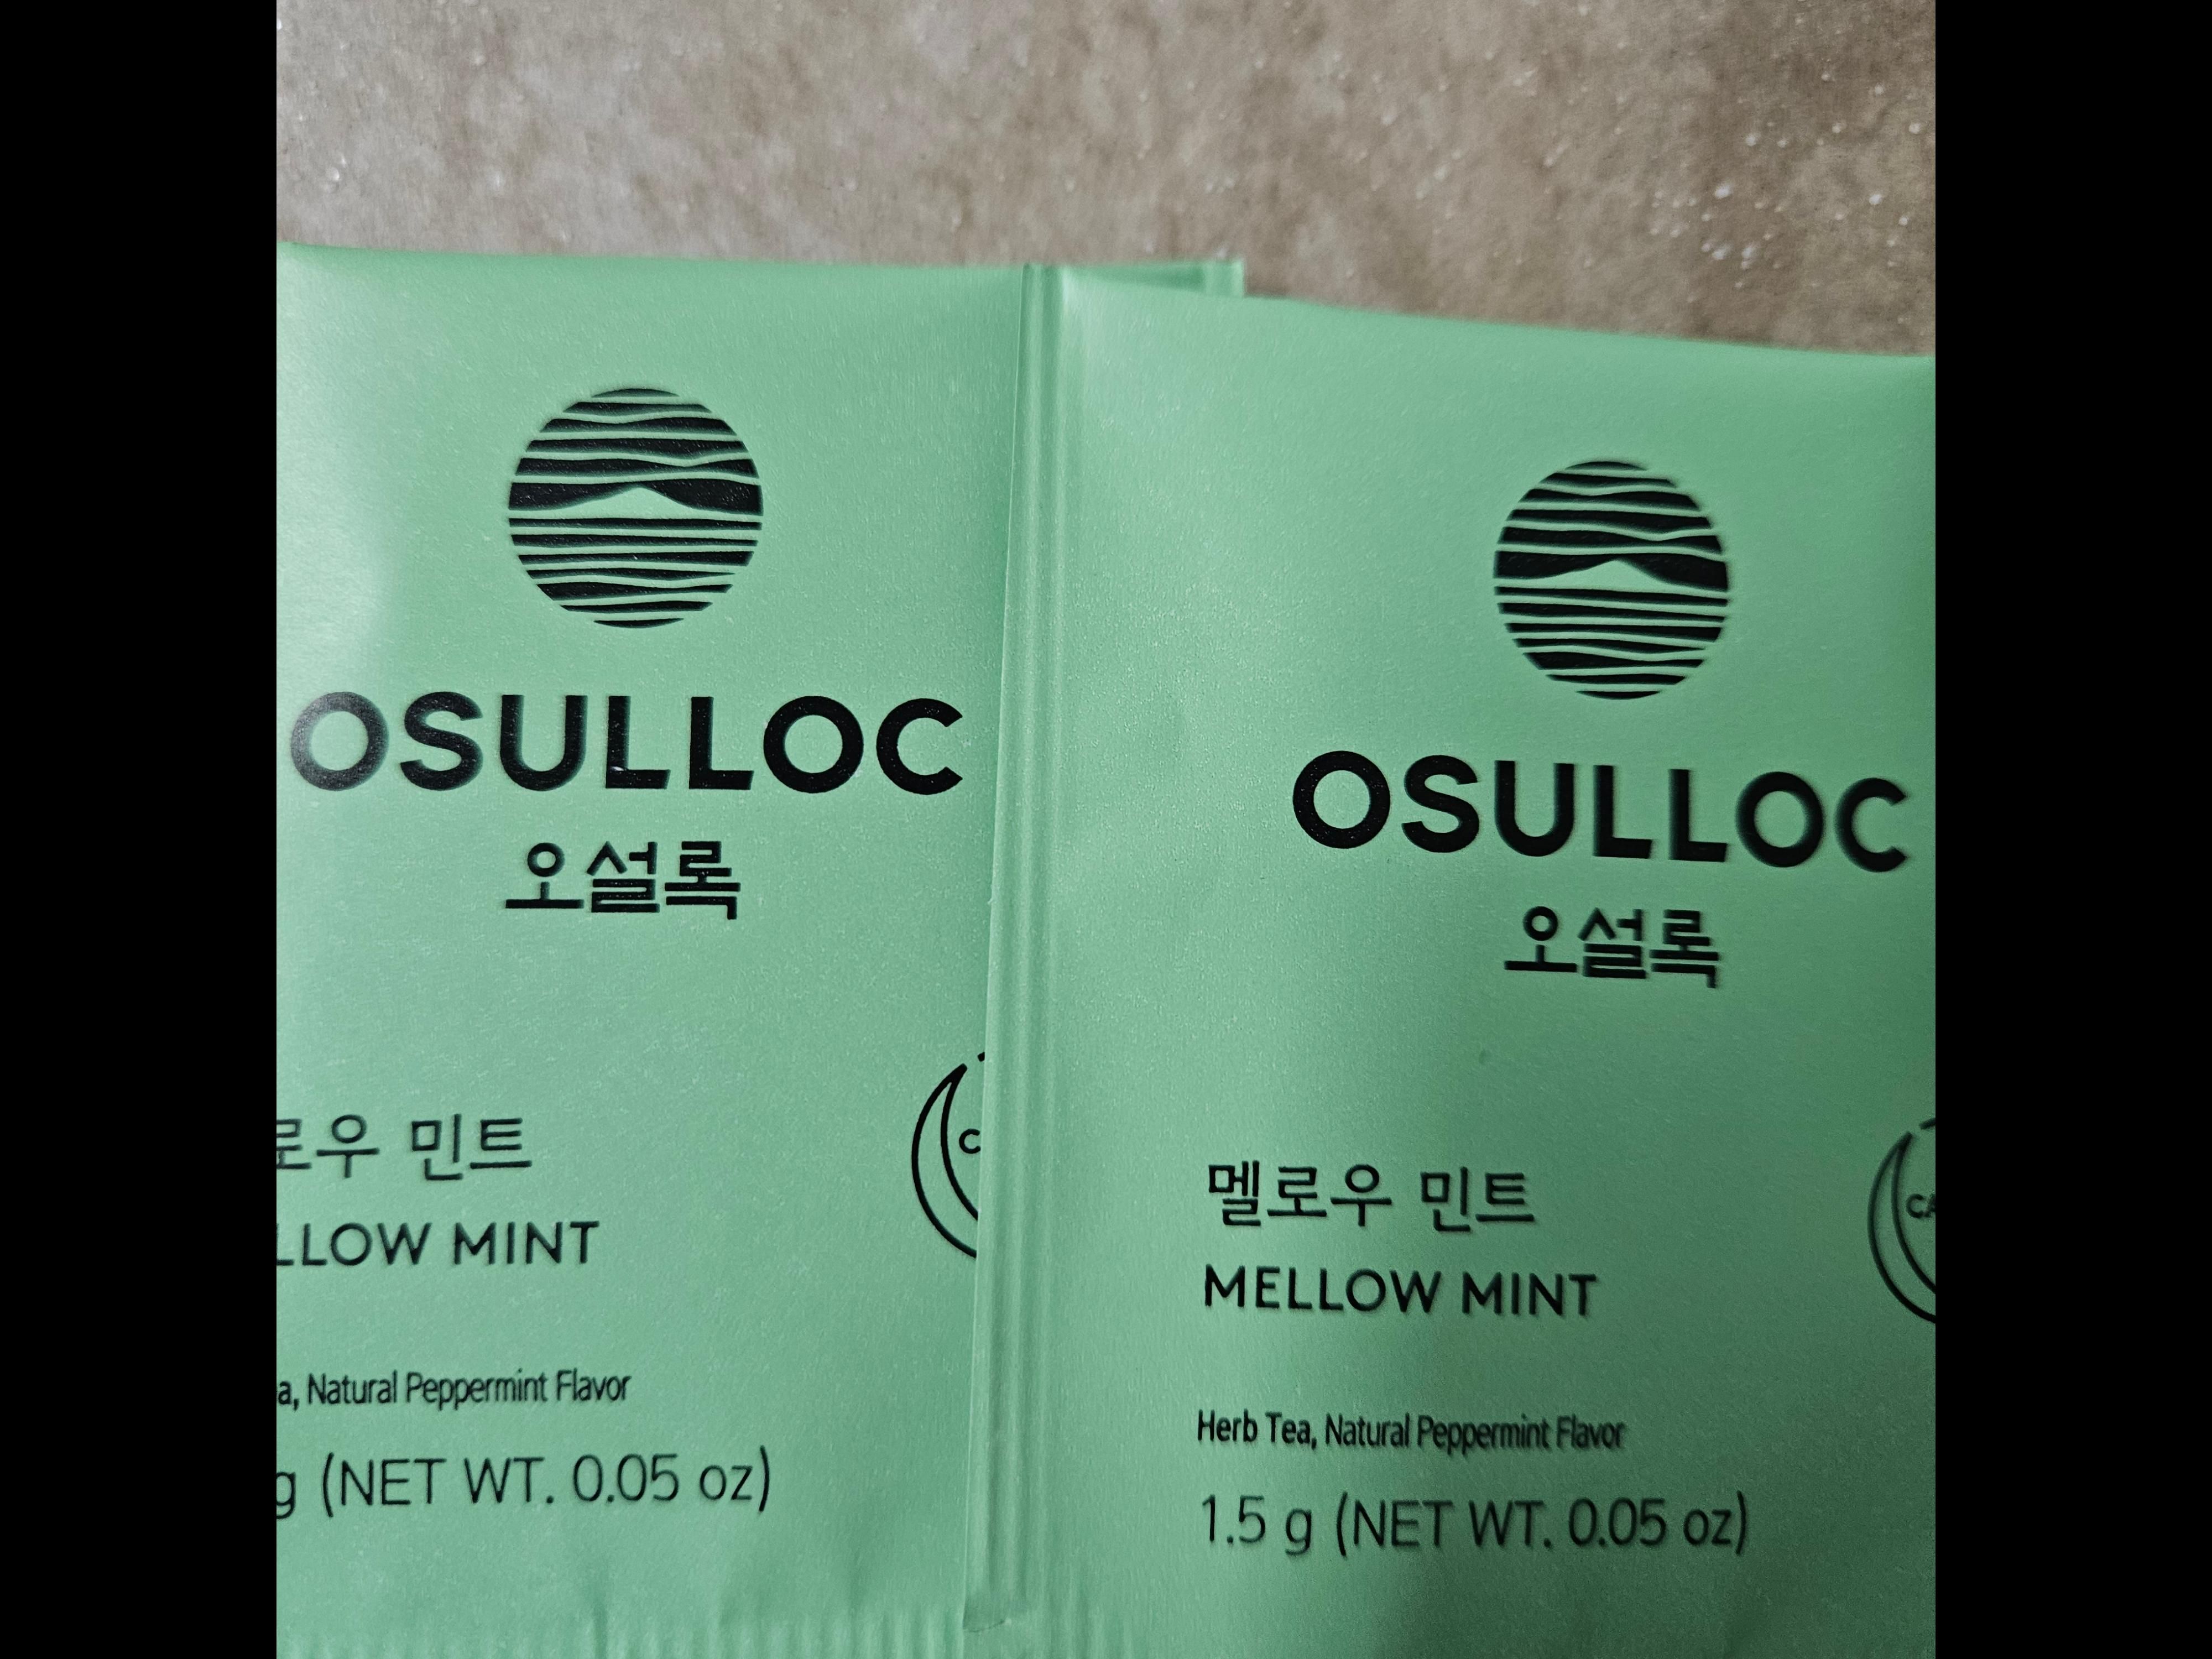 OSULLOC
오설록
로우 민트
LLOW MINT
a, Natural Peppermint Flavor
g (NET WT. 0.05 oz)
OSULLOC
오설록
멜로우 민트
MELLOW MINT
Herb Tea, Natural Peppermint Flavor
1.5 g (NET WT. 0.05 oz)